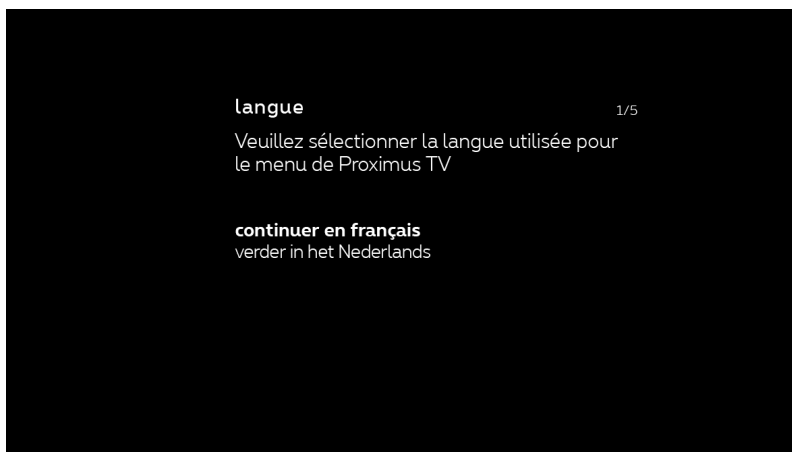 langue
1/5
Veuillez sélectionner la langue utilisée pour
le menu de Proximus TV
continuer en français
verder in het Nederlands